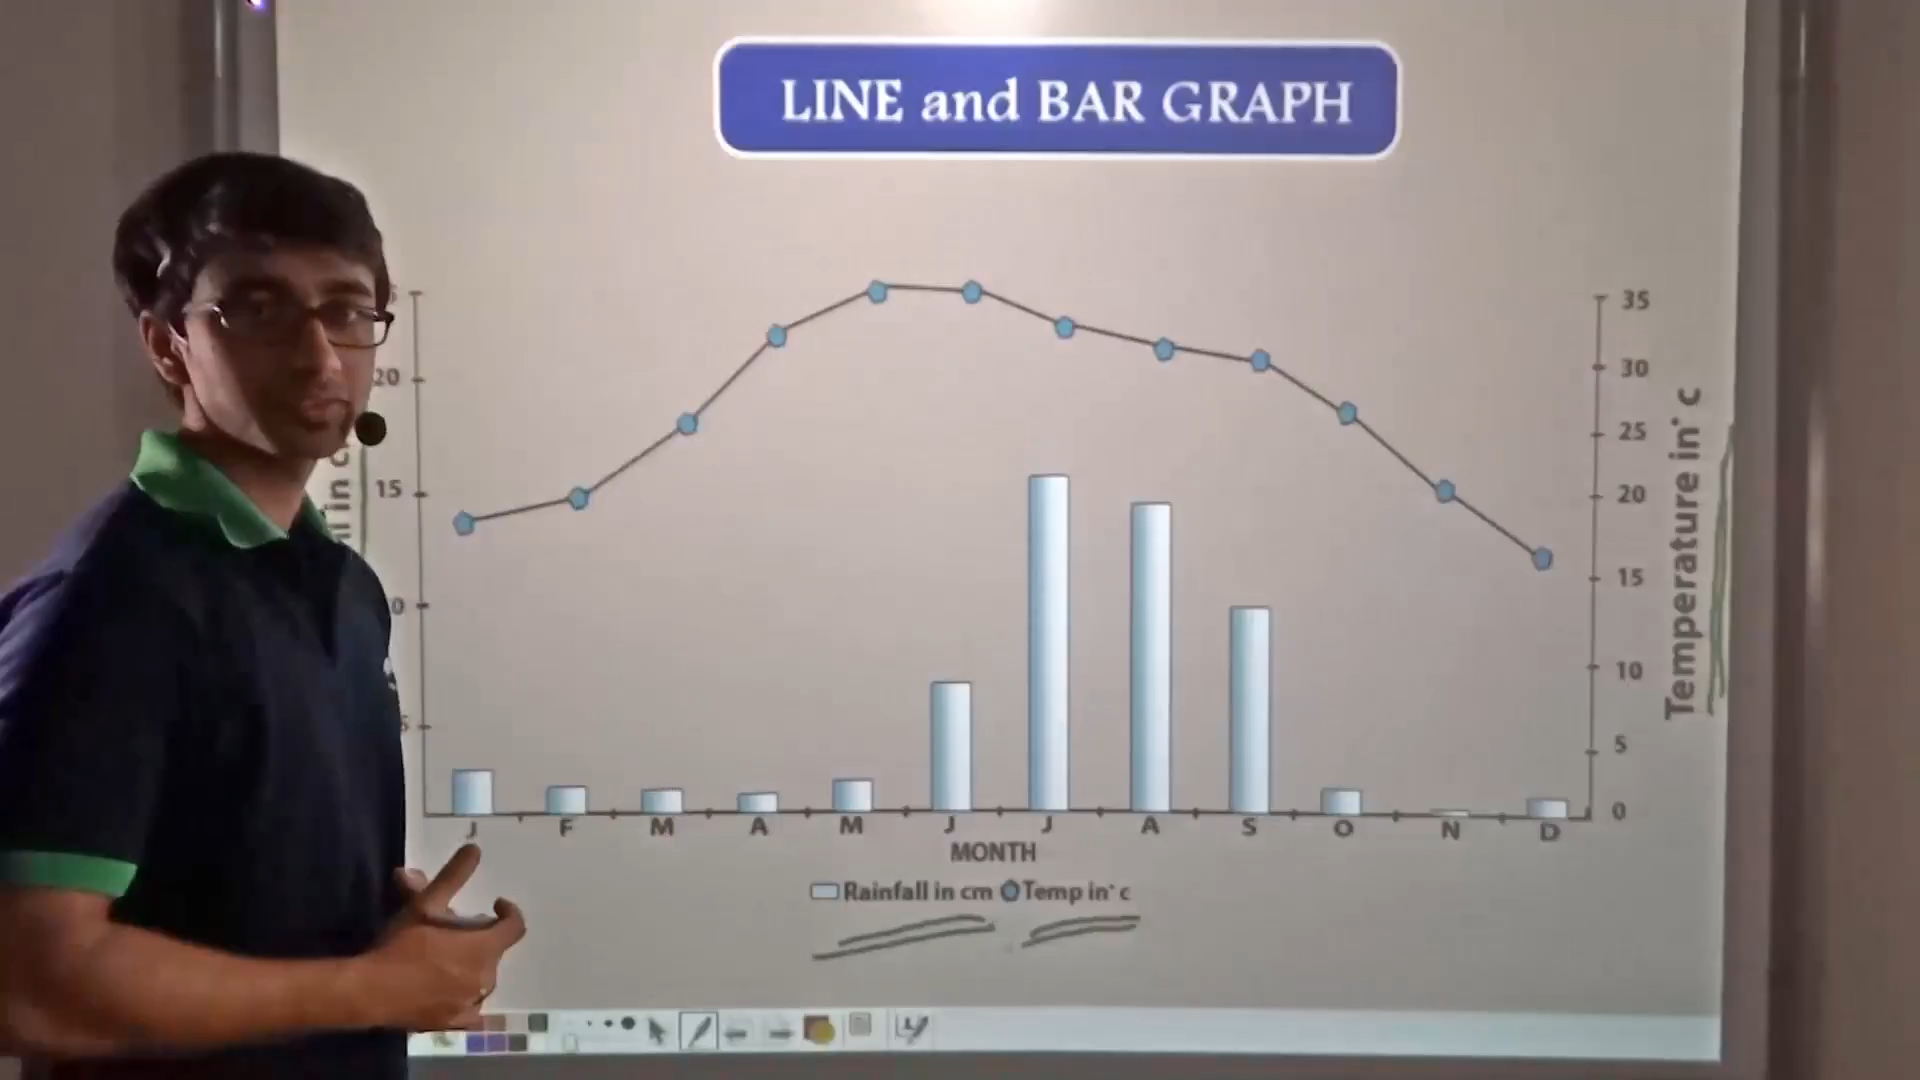 LINE and BAR GRAPH
20
15
5
35
30
25
20
15
10
5
0
Temperature in° c
J F M A M J J A S O N D
MONTH
Rainfall in cm Temp in° c